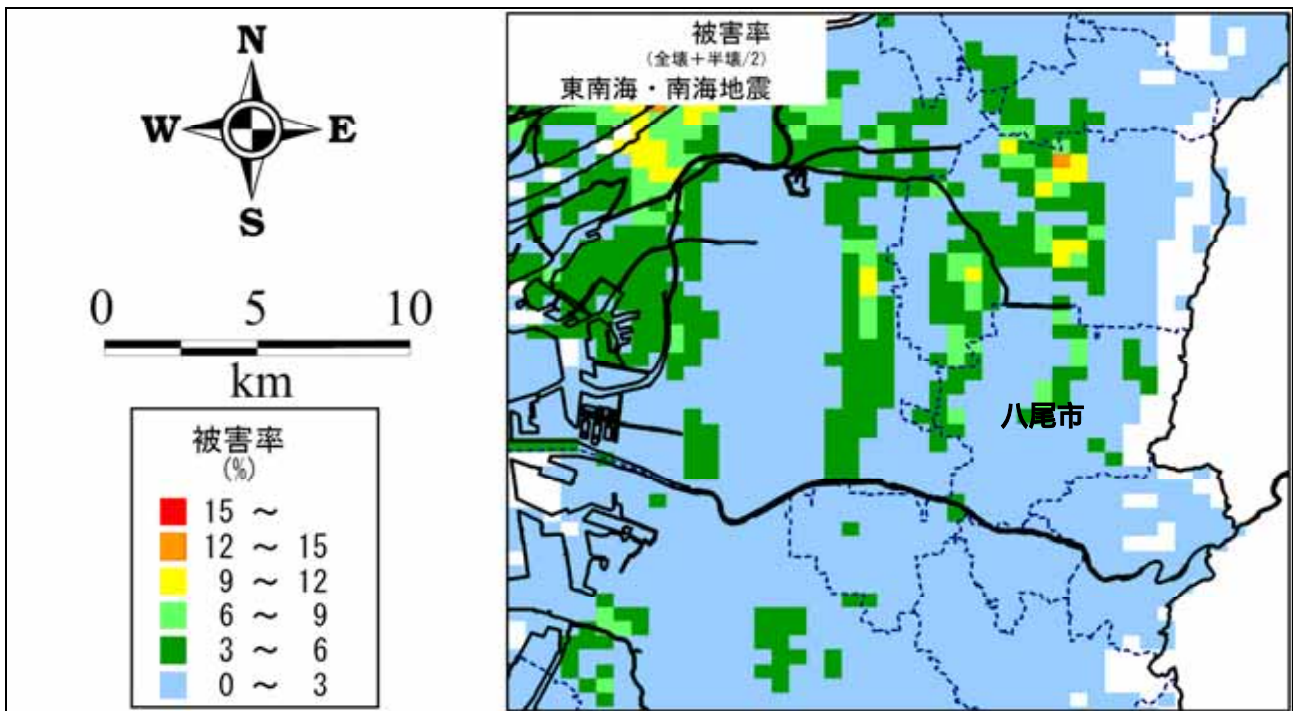 N
W E
S
0 5 10
km
被害率
(%)
15 ～
12 ～ 15
9 ～ 12
6 ～ 9
3 ～ 6
0 ～ 3
被害率
(全壊＋半壊/2)
東南海・南海地震
八尾市